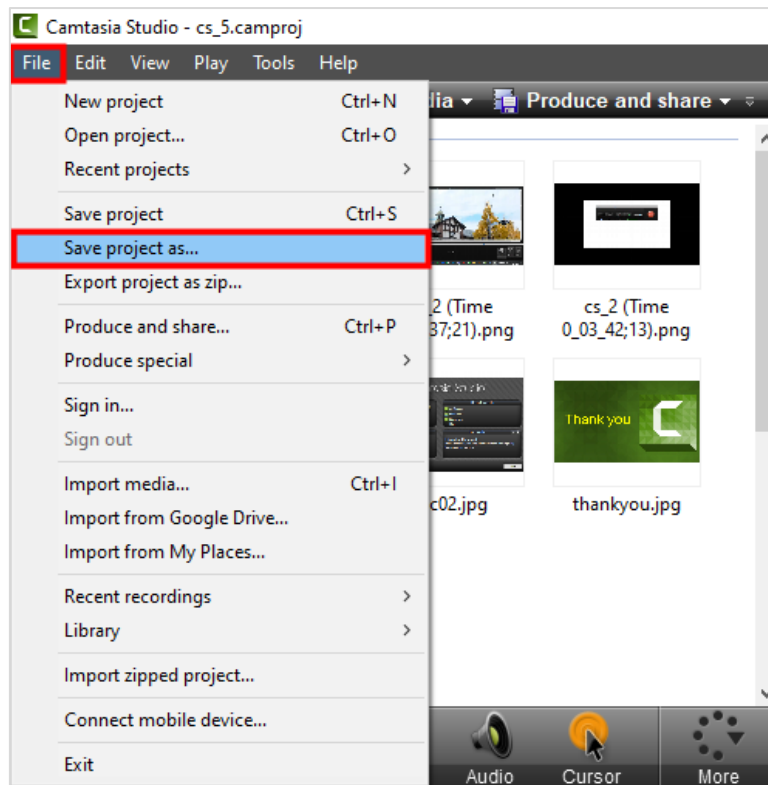 Camtasia Studio - cs_5.camproj
File Edit View Play Tools Help
New project Ctrl+N
Open project... Ctrl+O
Recent projects >
Save project Ctrl+S
Save project as...
Export project as zip...
Produce and share... Ctrl+P
Produce special >
Sign in...
Sign out
Import media... Ctrl+I
Import from Google Drive...
Import from My Places...
Recent recordings >
Library >
Import zipped project...
Connect mobile device...
Exit
dia Produce and share
_2 (Time
37;21).png
cs_2 (Time
0_03_42;13).png
Thank you
c02.jpg
thankyou.jpg
Audio Cursor More